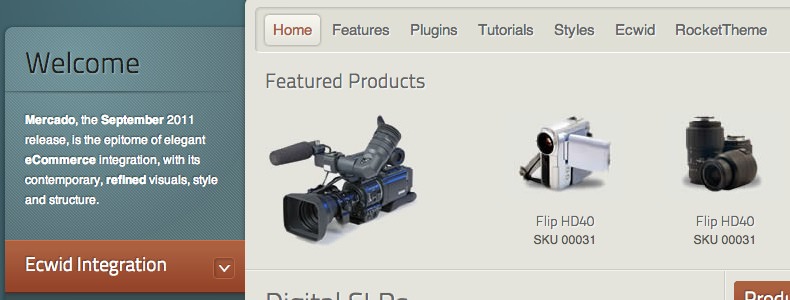 Home Features Plugins Tutorials Styles Ecwid RocketTheme
Welcome
Mercado, the September 2011
release, is the epitome of elegant
eCommerce integration, with its
contemporary, refined visuals, style
and structure.
Ecwid Integration
Featured Products
Flip HD40
SKU 00031
Flip HD40
SKU 00031
Digital SLRs